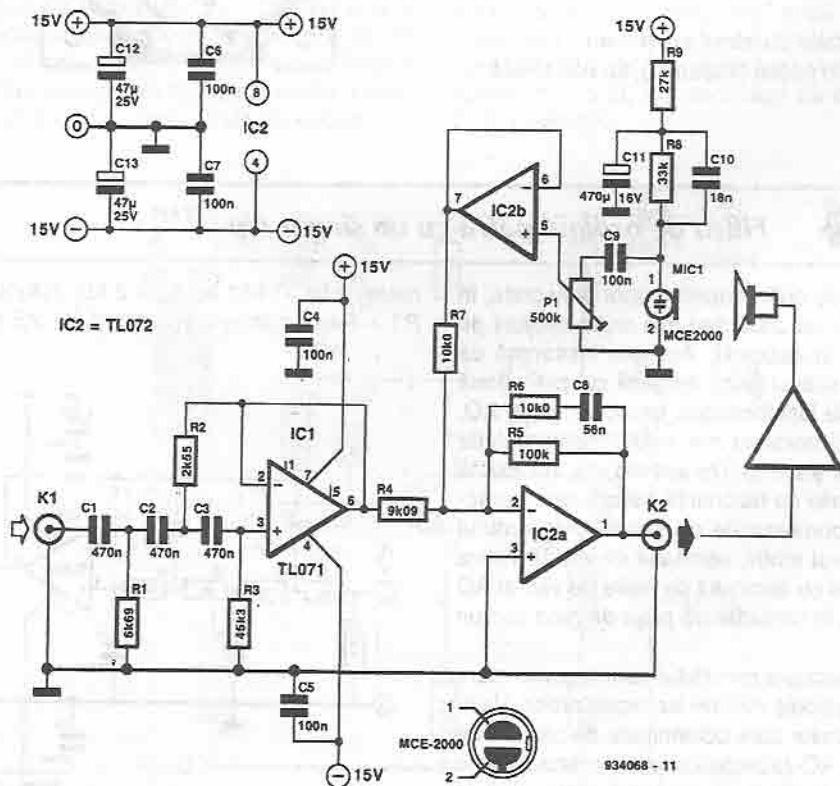 15V
15V
15V
C12
C6
R9
27k
47µ
25V
100n
8
0
IC2
C11
R8
33k
C10
C13
C7
4
7
6
470µ
16V
18n
47µ
25V
100n
IC2b
5
C9
15V
15V
100n
1
MIC1
15V
P1
500k
2
MCE2000
IC2 = TL072
C4
R7
10k0
100n
R6
C8
10k0
56n
R2
2k55
IC1
R5
100k
K1
C1
C2
C3
2
I1
7
5
6
R4
9k09
2
1
K2
470n
470n
470n
3
4
IC2a
3
TL071
R1
6k69
R3
45k3
C5
100n
1
MCE-2000
2
934068 - 11
15V